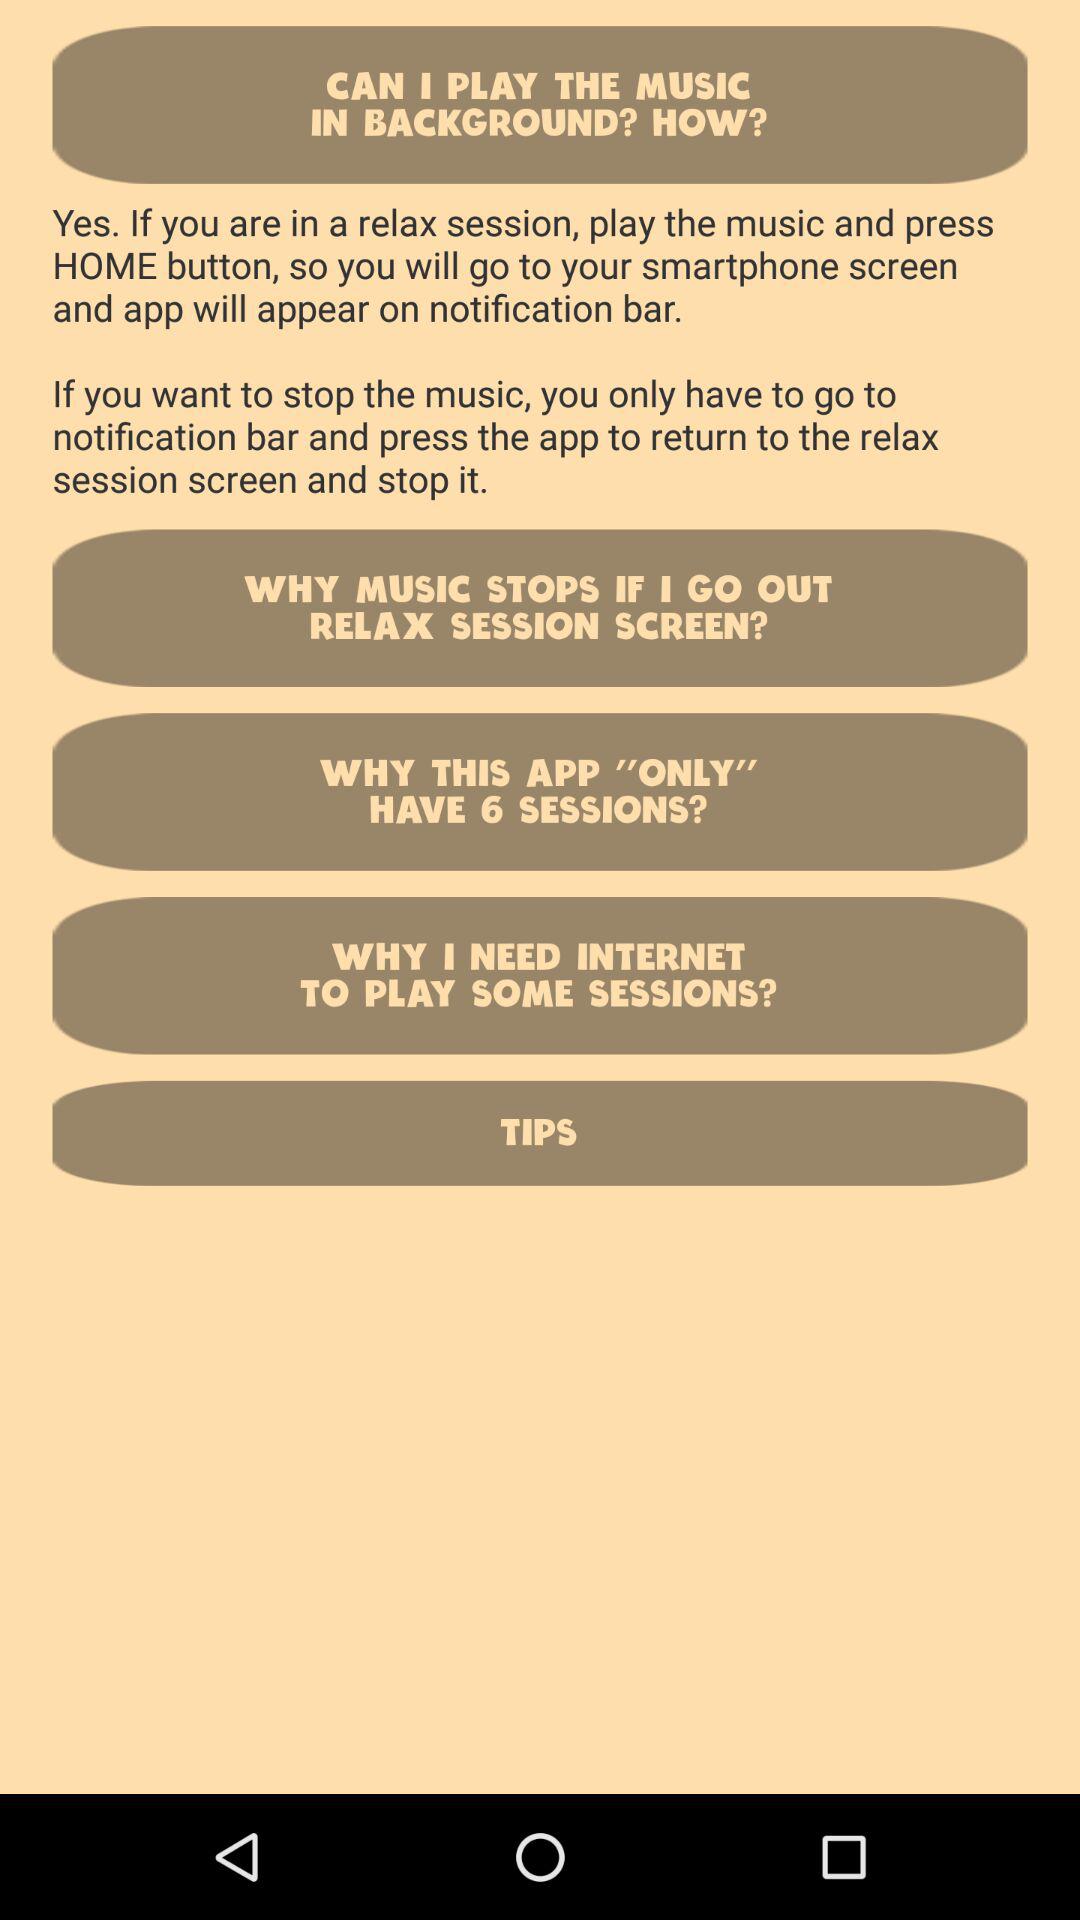 CAN I PLAY THE MUSIC
IN BACKGROUND? HOW?
Yes. If you are in a relax session, play the music and press
HOME button, so you will go to your smartphone screen
and app will appear on notification bar.
If you want to stop the music, you only have to go to
notification bar and press the app to return to the relax
session screen and stop it.
WHY MUSIC STOPS IF I GO OUT
RELAX SESSION SCREEN?
WHY THIS APP "ONLY"
HAVE 6 SESSIONS?
WHY I NEED INTERNET
TO PLAY SOME SESSIONS?
TIPS